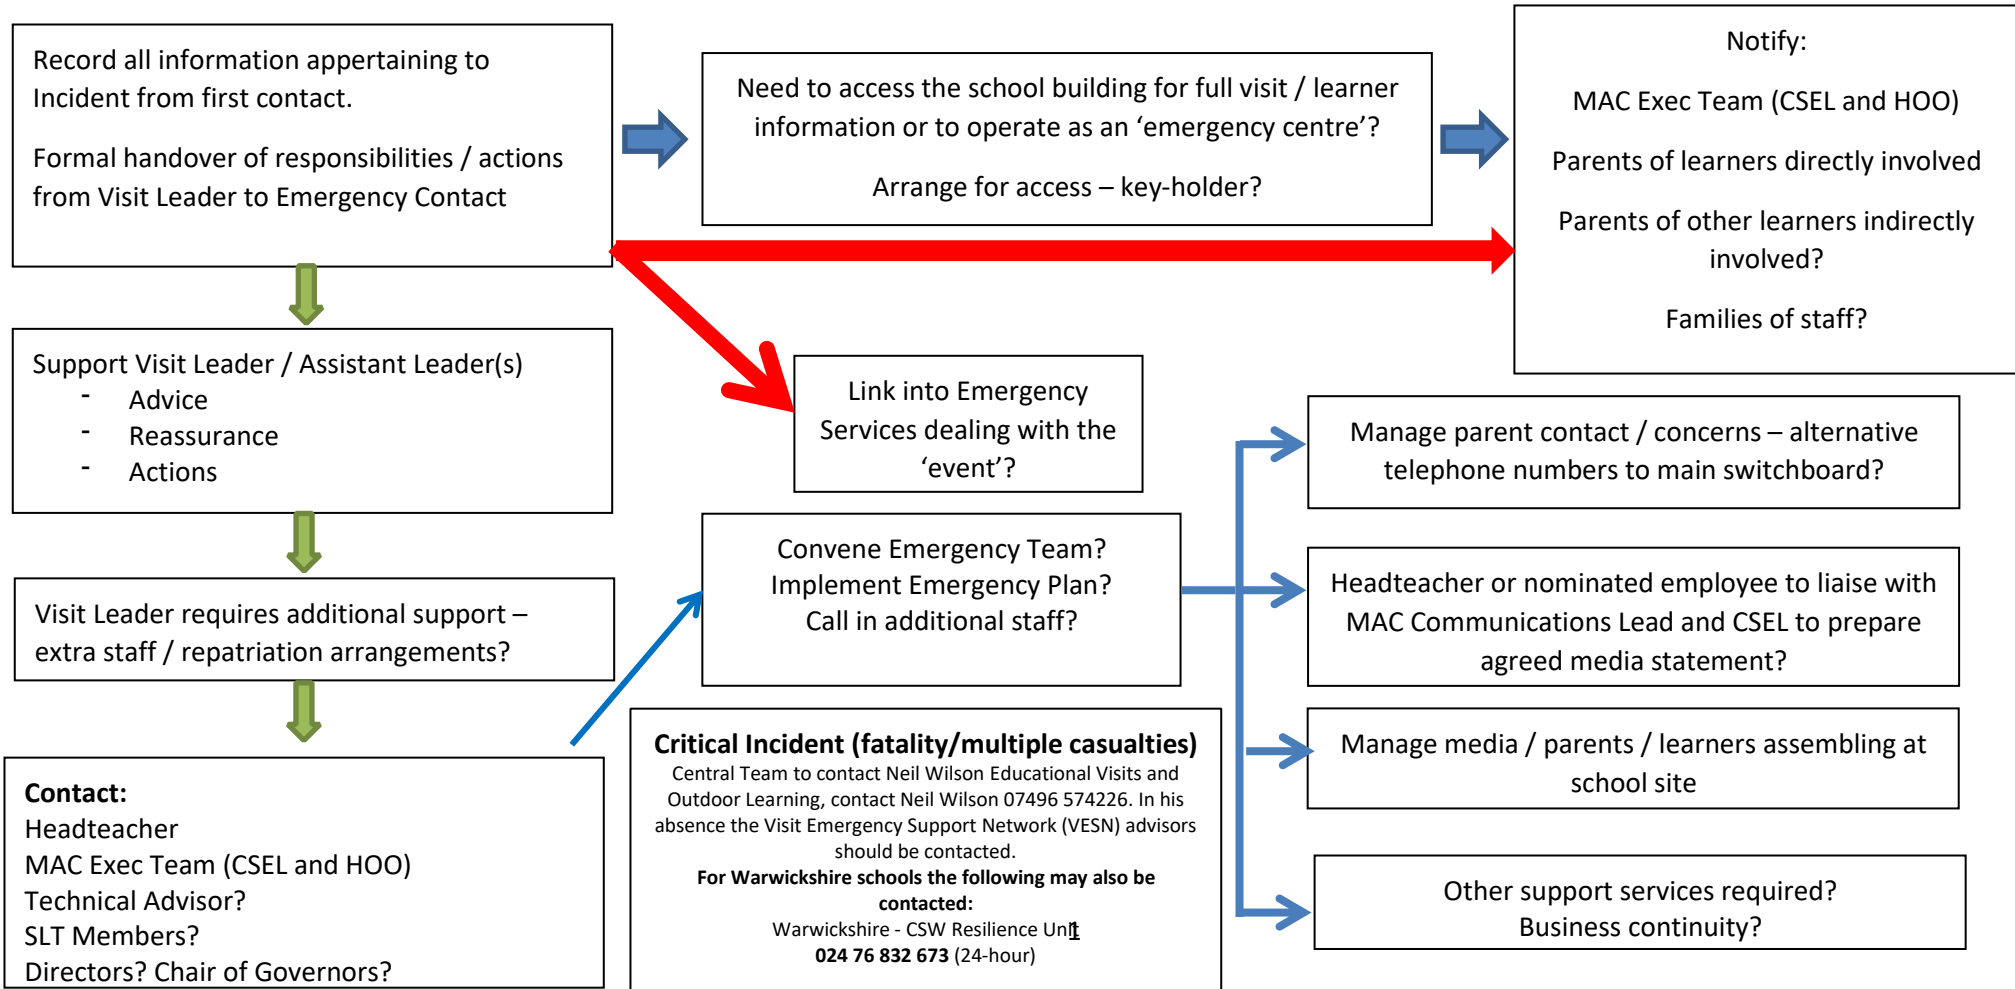 Record all information appertaining to
Incident from first contact.
Formal handover of responsibilities / actions
from Visit Leader to Emergency Contact
Need to access the school building for full visit / learner
information or to operate as an ‘emergency centre’?
Arrange for access – key-holder?
Notify:
MAC Exec Team (CSEL and HOO)
Parents of learners directly involved
Parents of other learners indirectly
involved?
Families of staff?
Support Visit Leader / Assistant Leader(s)
- Advice
- Reassurance
- Actions
Link into Emergency
Services dealing with the
‘event’?
Visit Leader requires additional support –
extra staff / repatriation arrangements?
Contact:
Headteacher
MAC Exec Team (CSEL and HOO)
Technical Advisor?
SLT Members?
Directors? Chair of Governors?
Convene Emergency Team?
Implement Emergency Plan?
Call in additional staff?
Critical Incident (fatality/multiple casualties)
Central Team to contact Neil Wilson Educational Visits and
Outdoor Learning, contact Neil Wilson 07496 574226. In his
absence the Visit Emergency Support Network (VESN) advisors
should be contacted.
For Warwickshire schools the following may also be
contacted:
Warwickshire - CSW Resilience Unit
1
024 76 832 673 (24-hour)
Manage parent contact / concerns – alternative
telephone numbers to main switchboard?
Headteacher or nominated employee to liaise with
MAC Communications Lead and CSEL to prepare
agreed media statement?
Manage media / parents / learners assembling at
school site
Other support services required?
Business continuity?